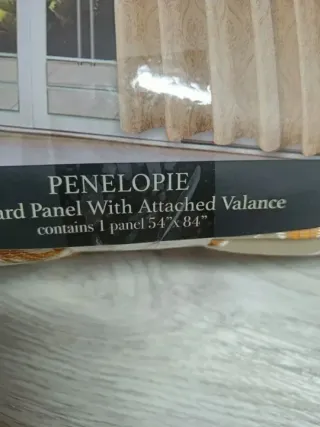 PENELOPIE
ard Panel With Attached Valance
contains 1 panel 54"x 84"